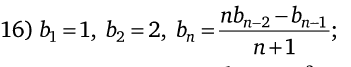 16) b₁ = 1, b₂ = 2, bₙ = (nbₙ₋₂ − bₙ₋₁)/(n + 1);